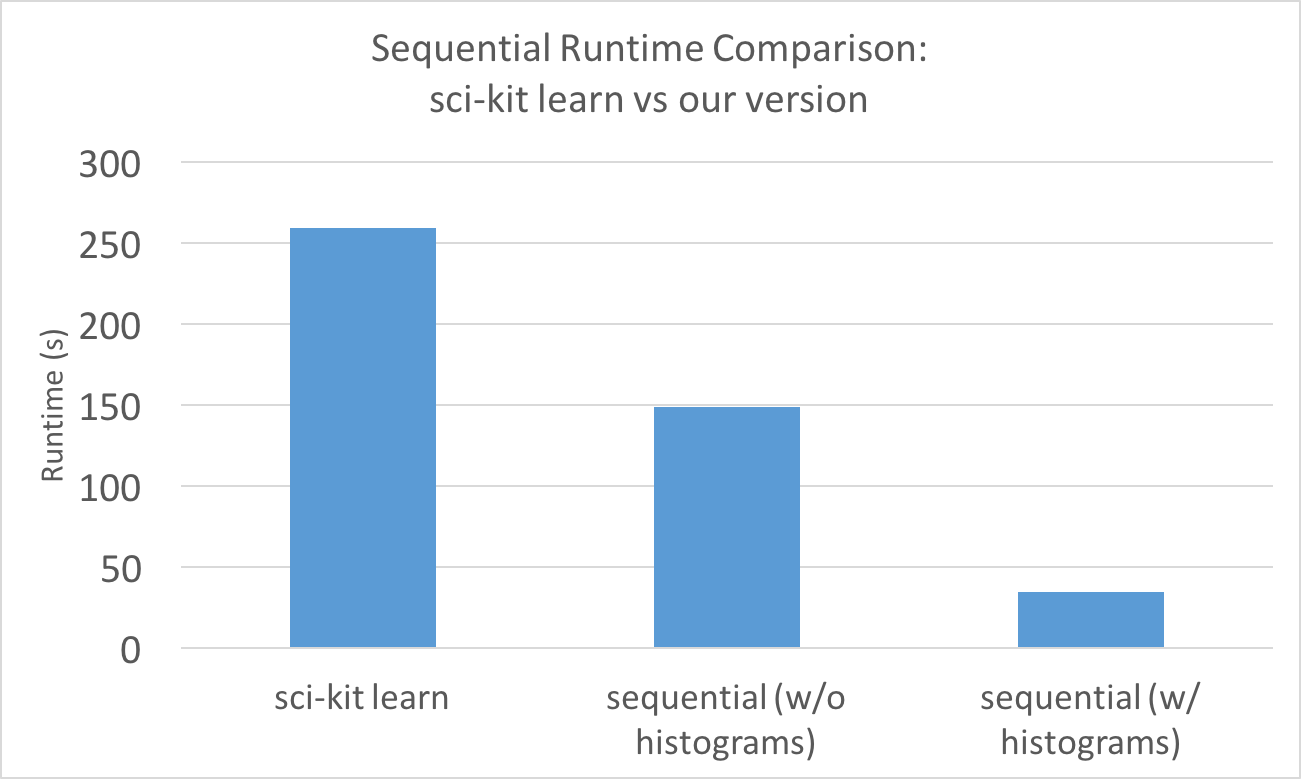 Sequential Runtime Comparison:
sci-kit learn vs our version
Runtime (s)
300
250
200
150
100
50
0
sci-kit learn
sequential (w/o
histograms)
sequential (w/
histograms)